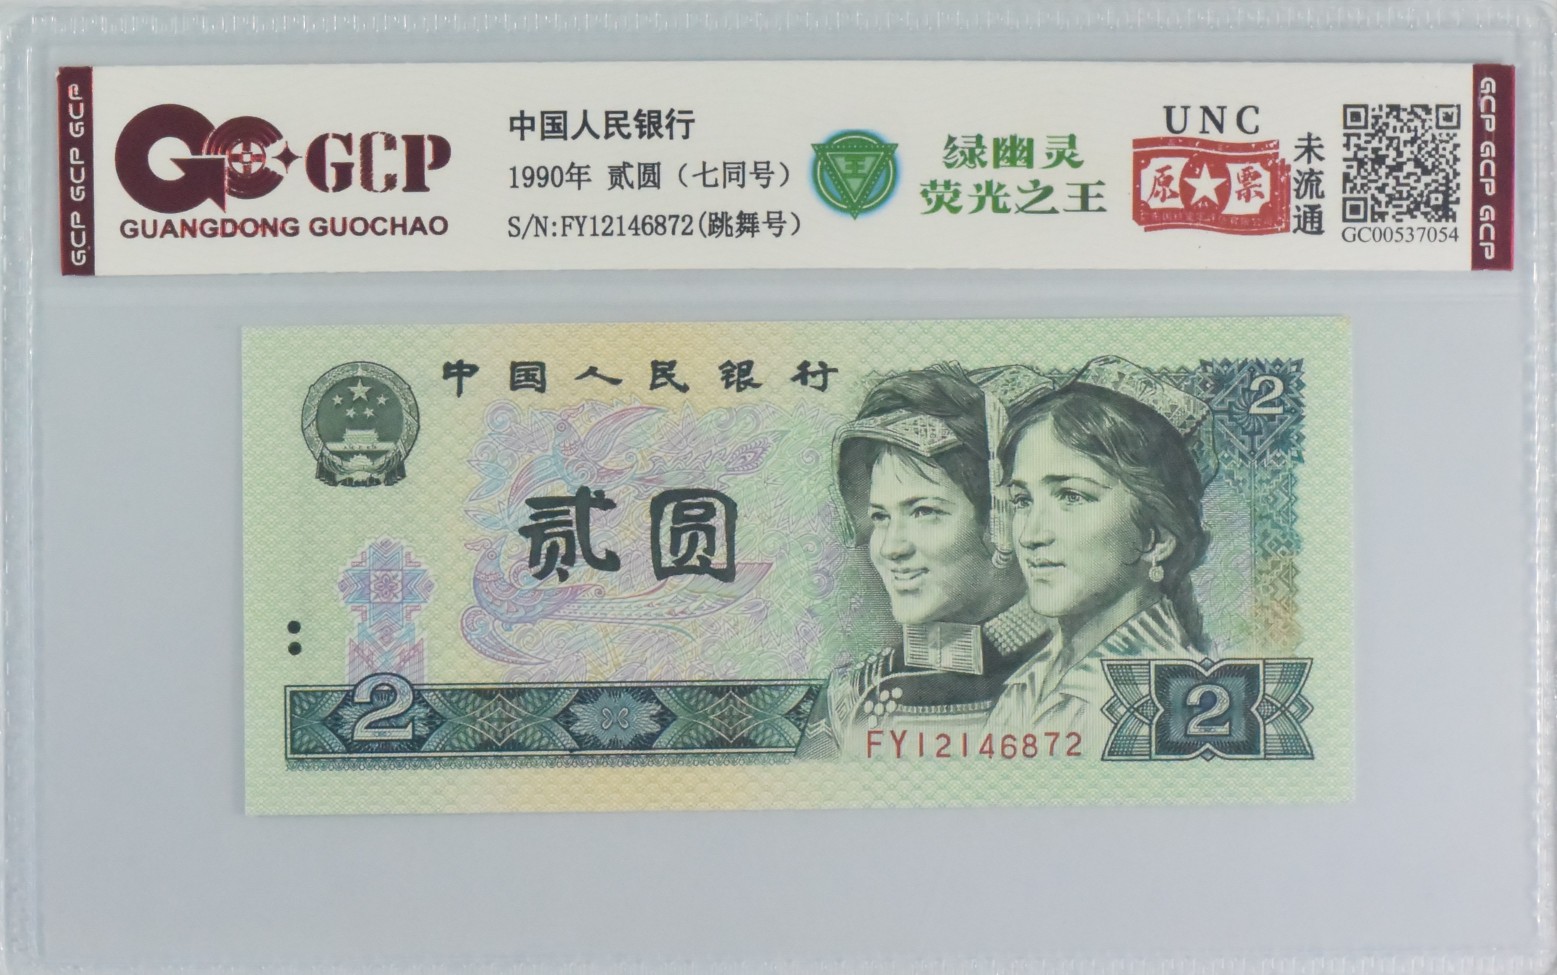 GCP GCP GCP
GCP
GUANGDONG GUOCHAO
中国人民银行
1990年 贰圆（七同号）
S/N:FY12146872(跳舞号）
王
绿幽灵
荧光之王
UNC
原票
未流通
GC00537054
GCP GCP GCP
中国人民银行
2
贰圆
2
2
FY12146872